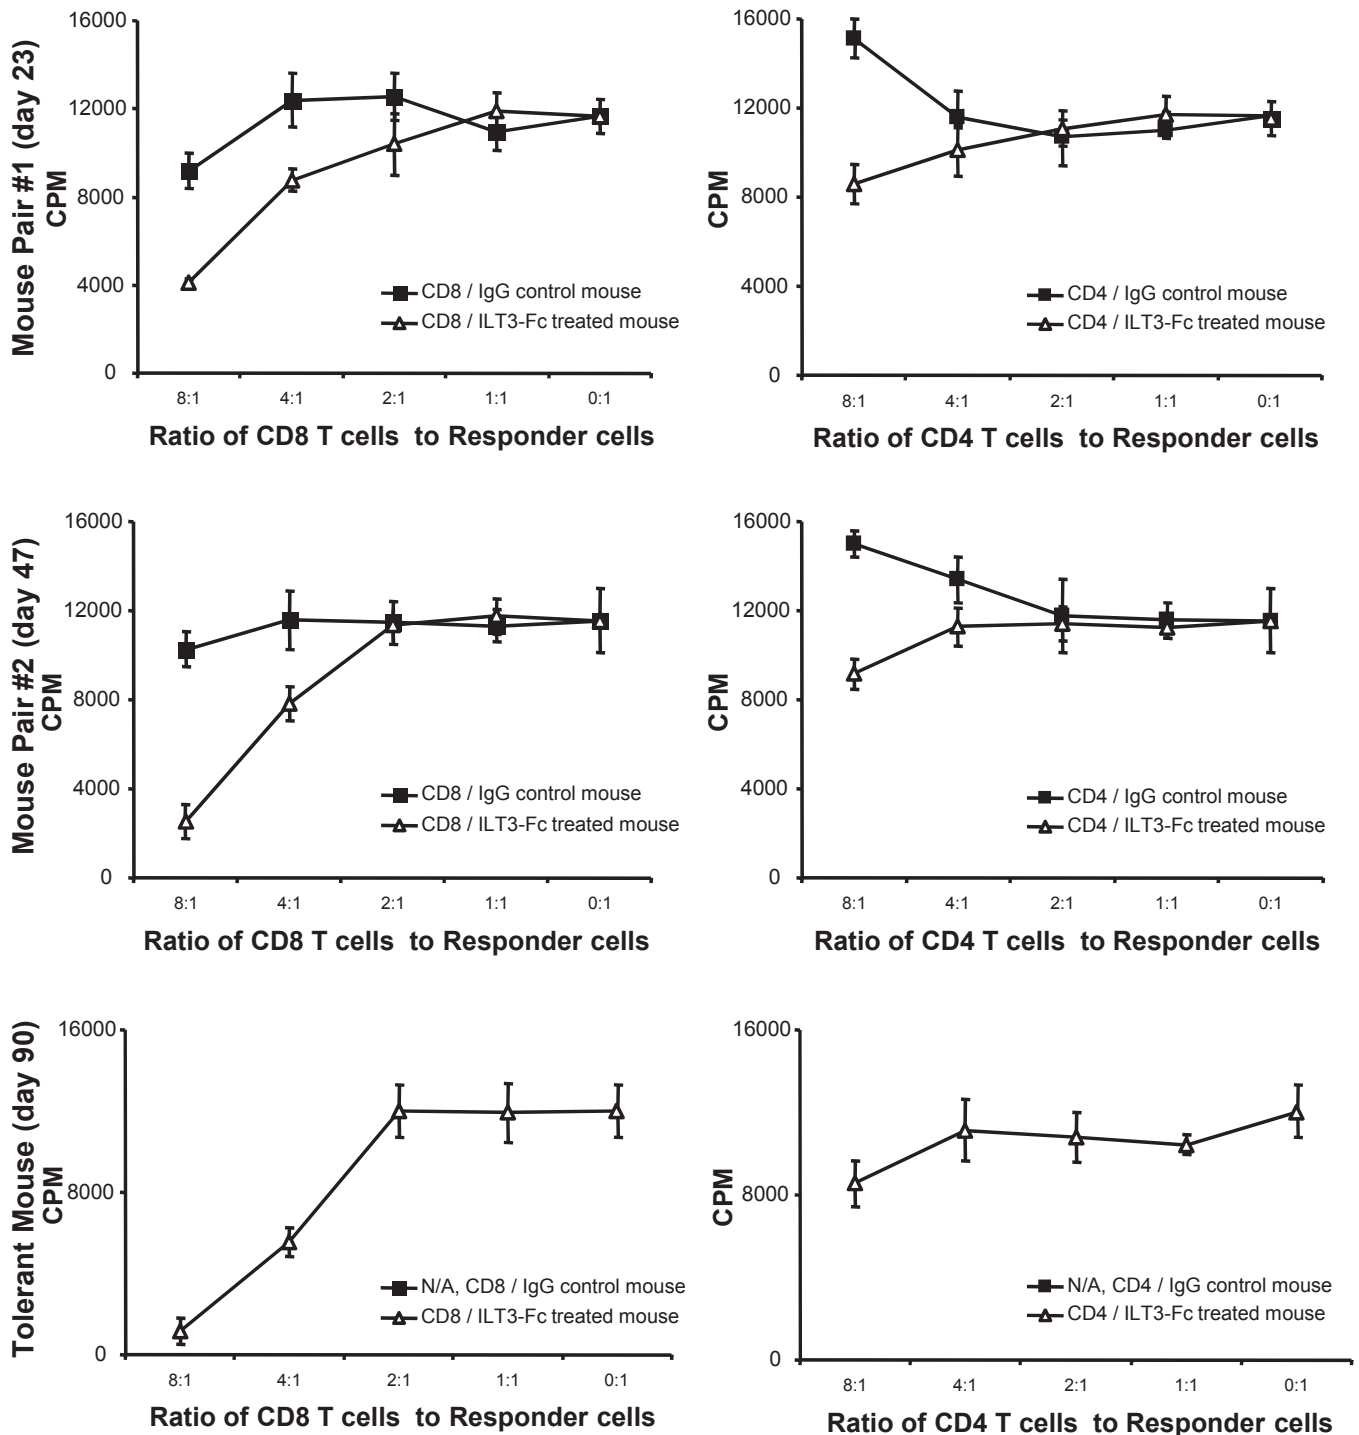 Mouse Pair #1 (day 23)
CPM
16000
12000
8000
4000
0
CD8 / IgG control mouse
CD8 / ILT3-Fc treated mouse
8:1 4:1 2:1 1:1 0:1
Ratio of CD8 T cells to Responder cells
CPM
16000
12000
8000
4000
0
CD4 / IgG control mouse
CD4 / ILT3-Fc treated mouse
8:1 4:1 2:1 1:1 0:1
Ratio of CD4 T cells to Responder cells
Mouse Pair #2 (day 47)
CPM
16000
12000
8000
4000
0
CD8 / IgG control mouse
CD8 / ILT3-Fc treated mouse
8:1 4:1 2:1 1:1 0:1
Ratio of CD8 T cells to Responder cells
CPM
16000
12000
8000
4000
0
CD4 / IgG control mouse
CD4 / ILT3-Fc treated mouse
8:1 4:1 2:1 1:1 0:1
Ratio of CD4 T cells to Responder cells
Tolerant Mouse (day 90)
CPM
16000
8000
0
N/A, CD8 / IgG control mouse
CD8 / ILT3-Fc treated mouse
8:1 4:1 2:1 1:1 0:1
Ratio of CD8 T cells to Responder cells
CPM
16000
8000
0
N/A, CD4 / IgG control mouse
CD4 / ILT3-Fc treated mouse
8:1 4:1 2:1 1:1 0:1
Ratio of CD4 T cells to Responder cells